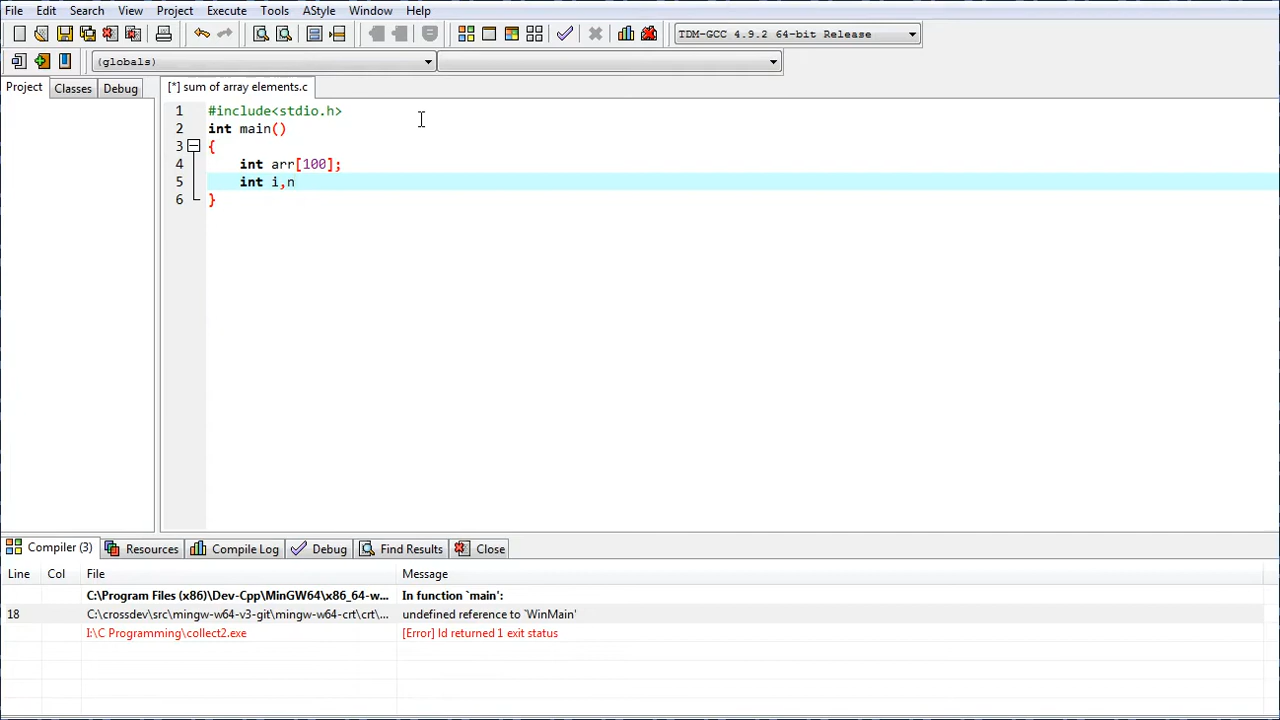 File Edit Search View Project Execute Tools AStyle Window Help
TDM-GCC 4.9.2 64-bit Release
(globals)
Project Classes Debug [*] sum of array elements.c
1 #include<stdio.h>
2 int main()
3 {
4 int arr[100];
5 int i,n
6 }
Compiler (3) Resources Compile Log Debug Find Results Close
Line Col File Message
C:\Program Files (x86)\Dev-Cpp\MinGW64\x86_64-w... In function `main':
18 C:\crossdev\src\mingw-w64-v3-git\mingw-w64-crt\crt\... undefined reference to `WinMain'
I:\C Programming\collect2.exe [Error] ld returned 1 exit status